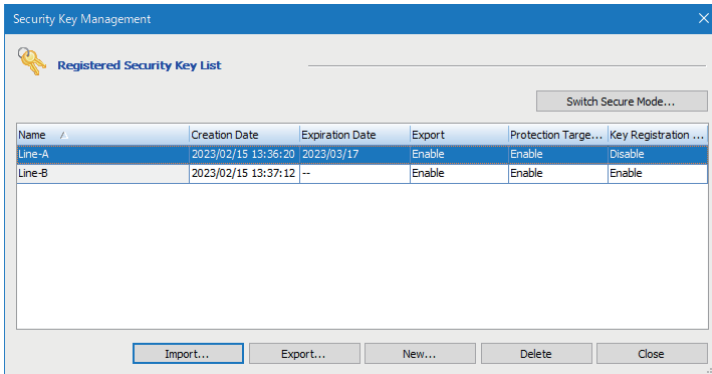 Security Key Management
Registered Security Key List
Switch Secure Mode...
Name Creation Date Expiration Date Export Protection Targe... Key Registration ...
Line-A 2023/02/15 13:36:20 2023/03/17 Enable Enable Disable
Line-B 2023/02/15 13:37:12 -- Enable Enable Enable
Import... Export... New... Delete Close